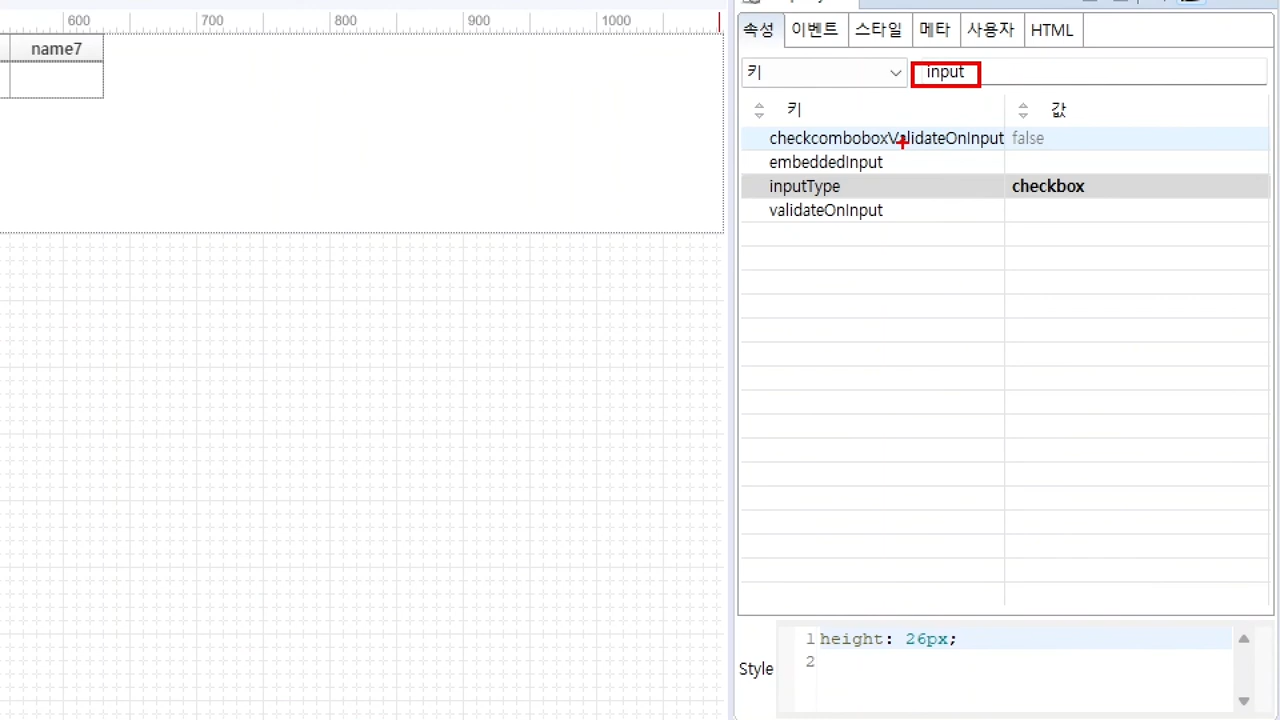 600 700 800 900 1000
name7
속성 이벤트 스타일 메타 사용자 HTML
키 input
키 값
checkcomboboxValidateOnInput false
embeddedInput
inputType checkbox
validateOnInput
1 height: 26px;
2
Style